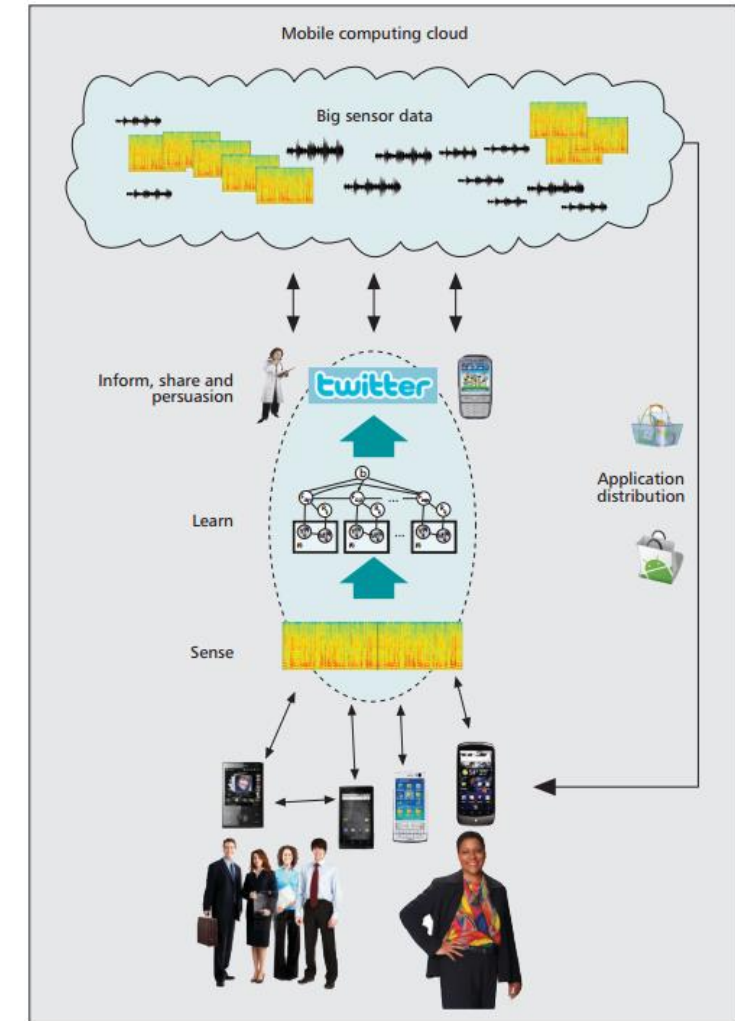 Mobile computing cloud
Big sensor data
Inform, share and
persuasion
twitter
b
Learn
...
...
Application
distribution
Sense